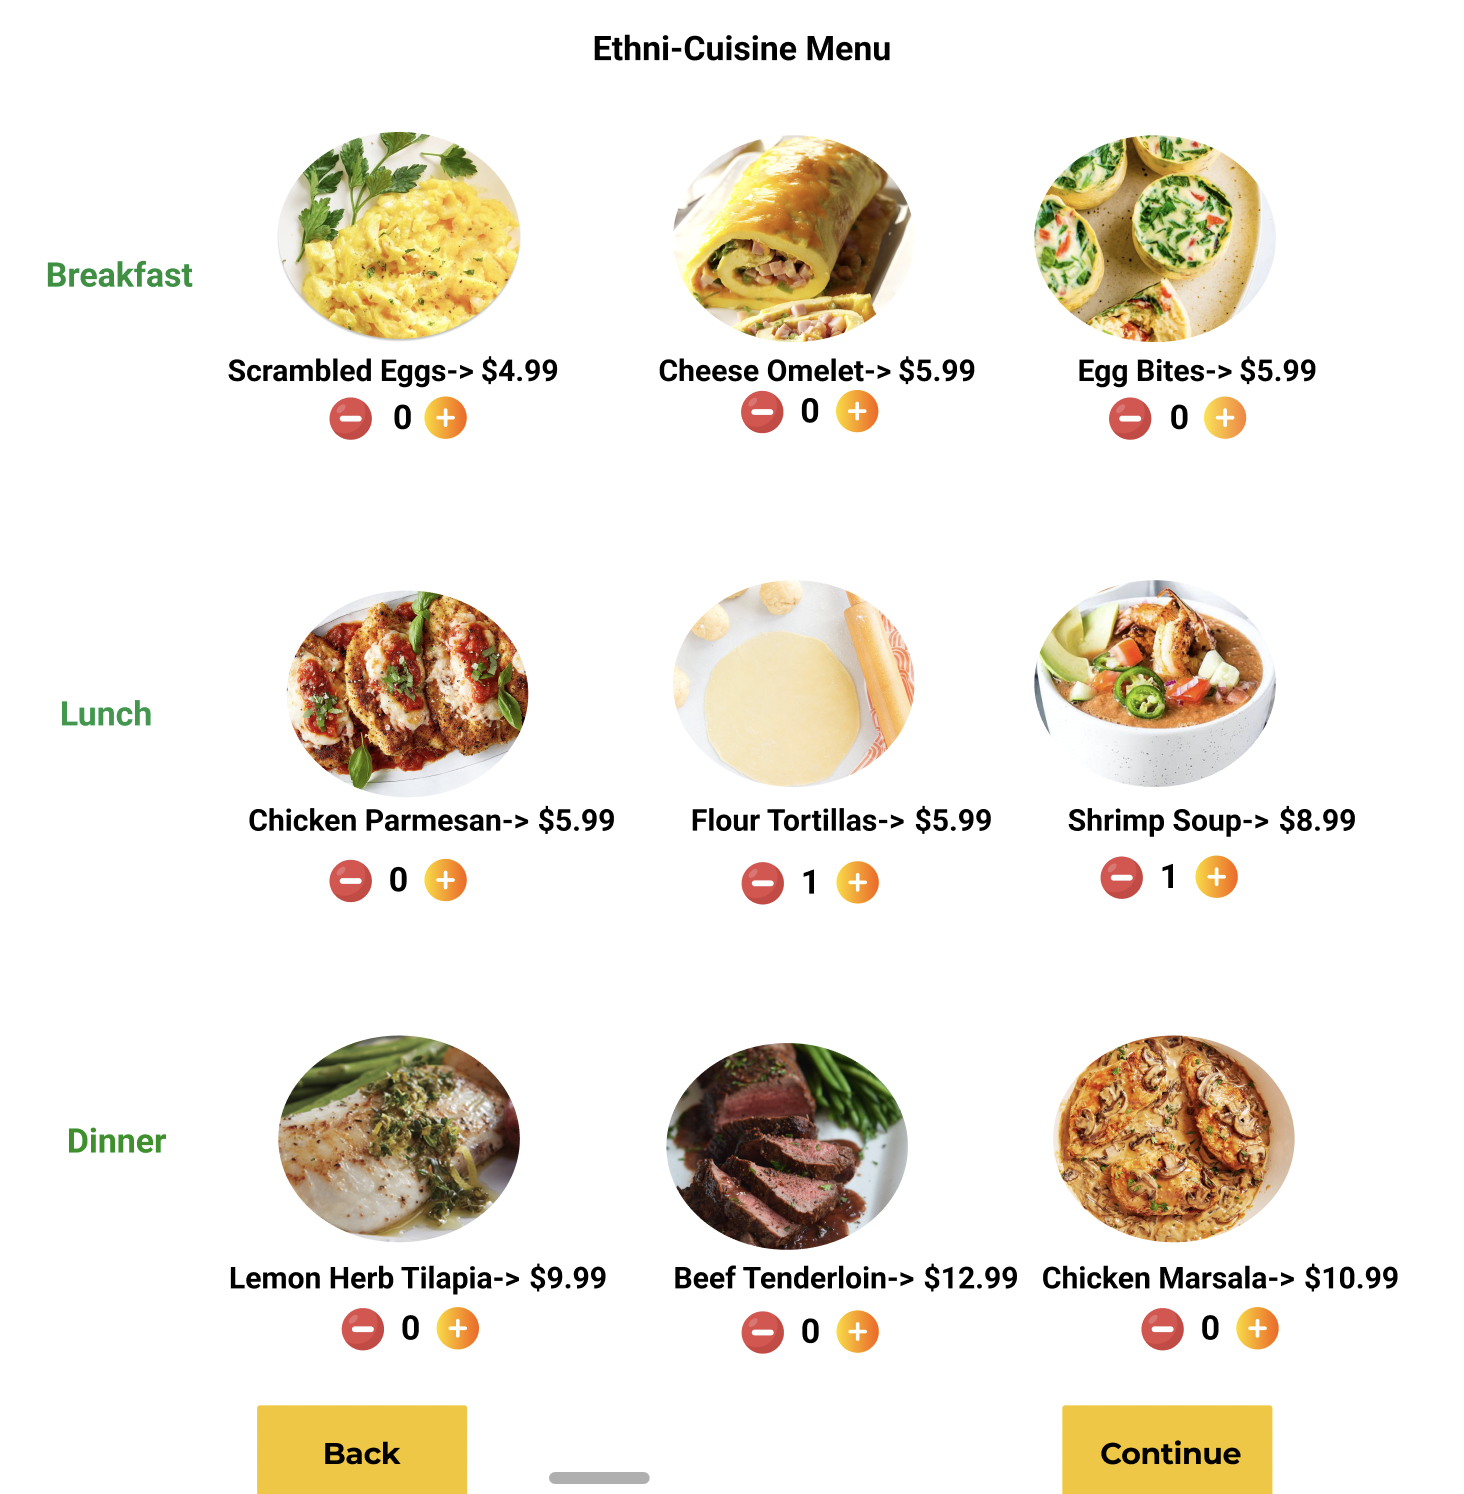 Ethni-Cuisine Menu
Breakfast
Scrambled Eggs-> $4.99
Cheese Omelet-> $5.99
Egg Bites-> $5.99
0
0
0
Lunch
Chicken Parmesan-> $5.99
Flour Tortillas-> $5.99
Shrimp Soup-> $8.99
0
1
1
Dinner
Lemon Herb Tilapia-> $9.99
Beef Tenderloin-> $12.99
Chicken Marsala-> $10.99
0
0
0
Back
Continue